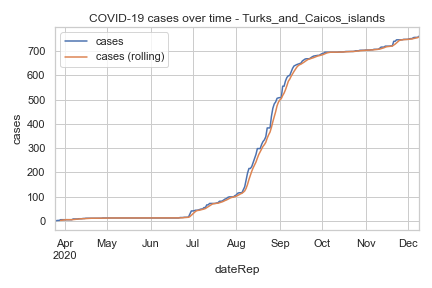 COVID-19 cases over time - Turks_and_Caicos_islands
cases
cases (rolling)
cases
700
600
500
400
300
200
100
0
Apr May Jun Jul Aug Sep Oct Nov Dec
2020
dateRep